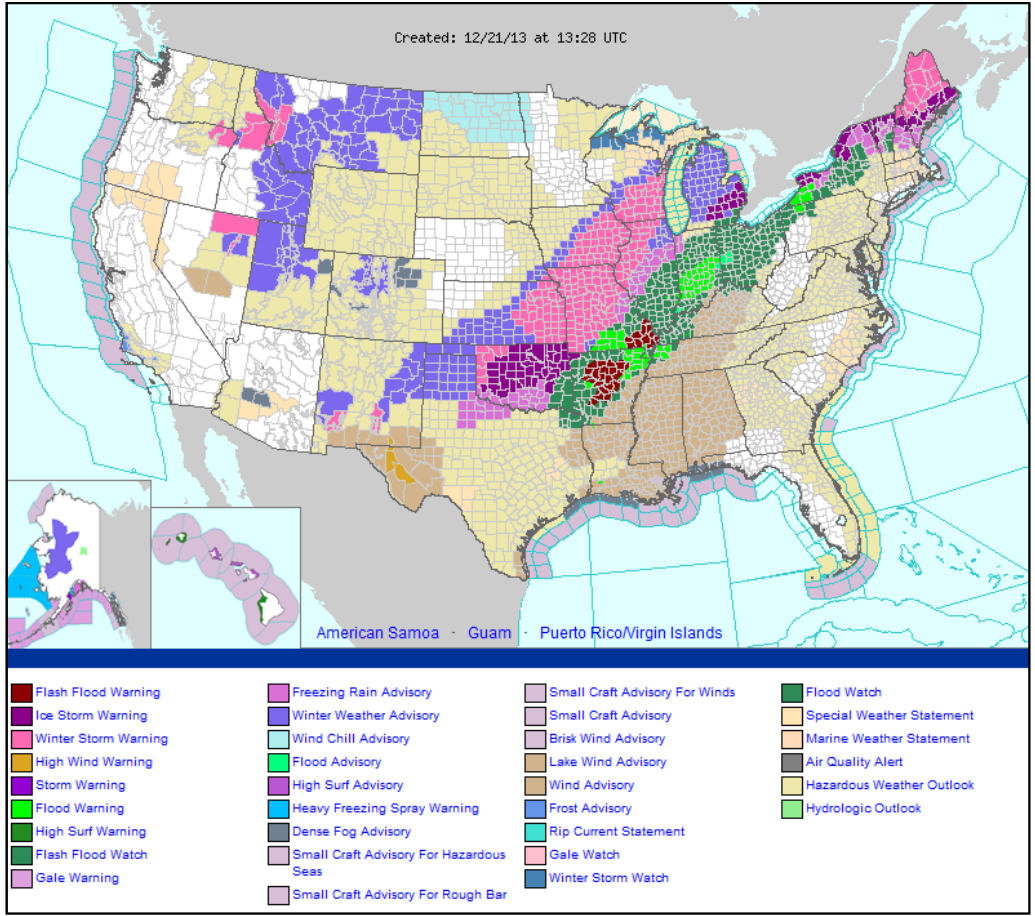 Created: 12/21/13 at 13:28 UTC
American Samoa · Guam · Puerto Rico/Virgin Islands
Flash Flood Warning
Ice Storm Warning
Winter Storm Warning
High Wind Warning
Storm Warning
Flood Warning
High Surf Warning
Flash Flood Watch
Gale Warning
Freezing Rain Advisory
Winter Weather Advisory
Wind Chill Advisory
Flood Advisory
High Surf Advisory
Heavy Freezing Spray Warning
Dense Fog Advisory
Small Craft Advisory For Hazardous
Seas
Small Craft Advisory For Rough Bar
Small Craft Advisory For Winds
Small Craft Advisory
Brisk Wind Advisory
Lake Wind Advisory
Wind Advisory
Frost Advisory
Rip Current Statement
Gale Watch
Winter Storm Watch
Flood Watch
Special Weather Statement
Marine Weather Statement
Air Quality Alert
Hazardous Weather Outlook
Hydrologic Outlook